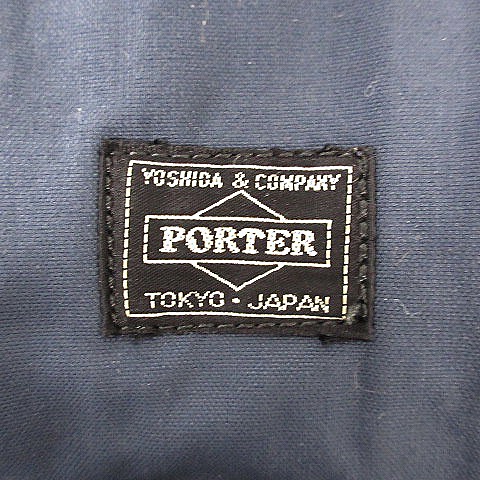 YOSHIDA & COMPANY
PORTER
TOKYO · JAPAN